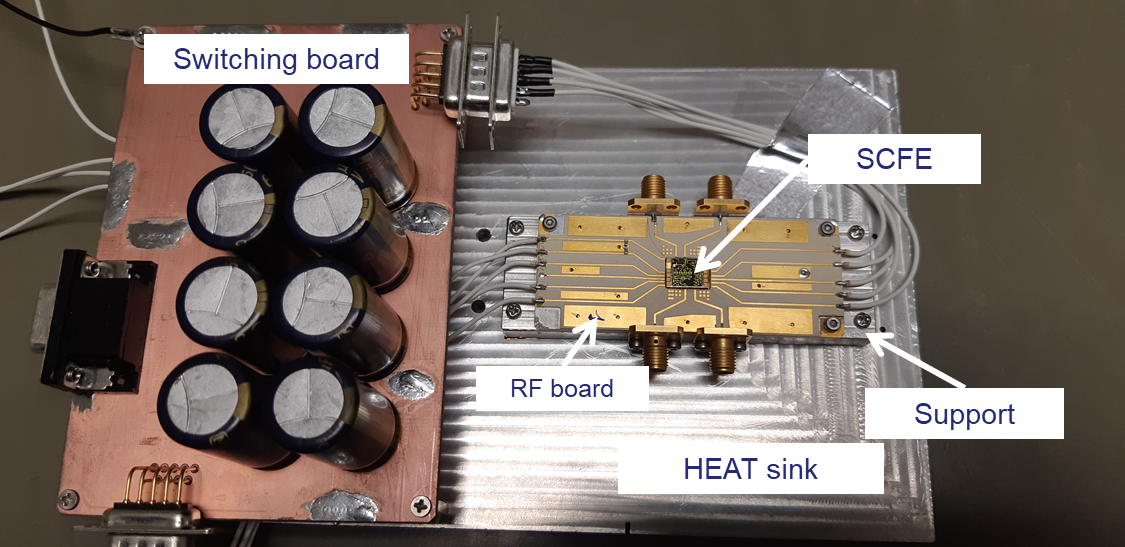 Switching board
SCFE
RF board
Support
HEAT sink